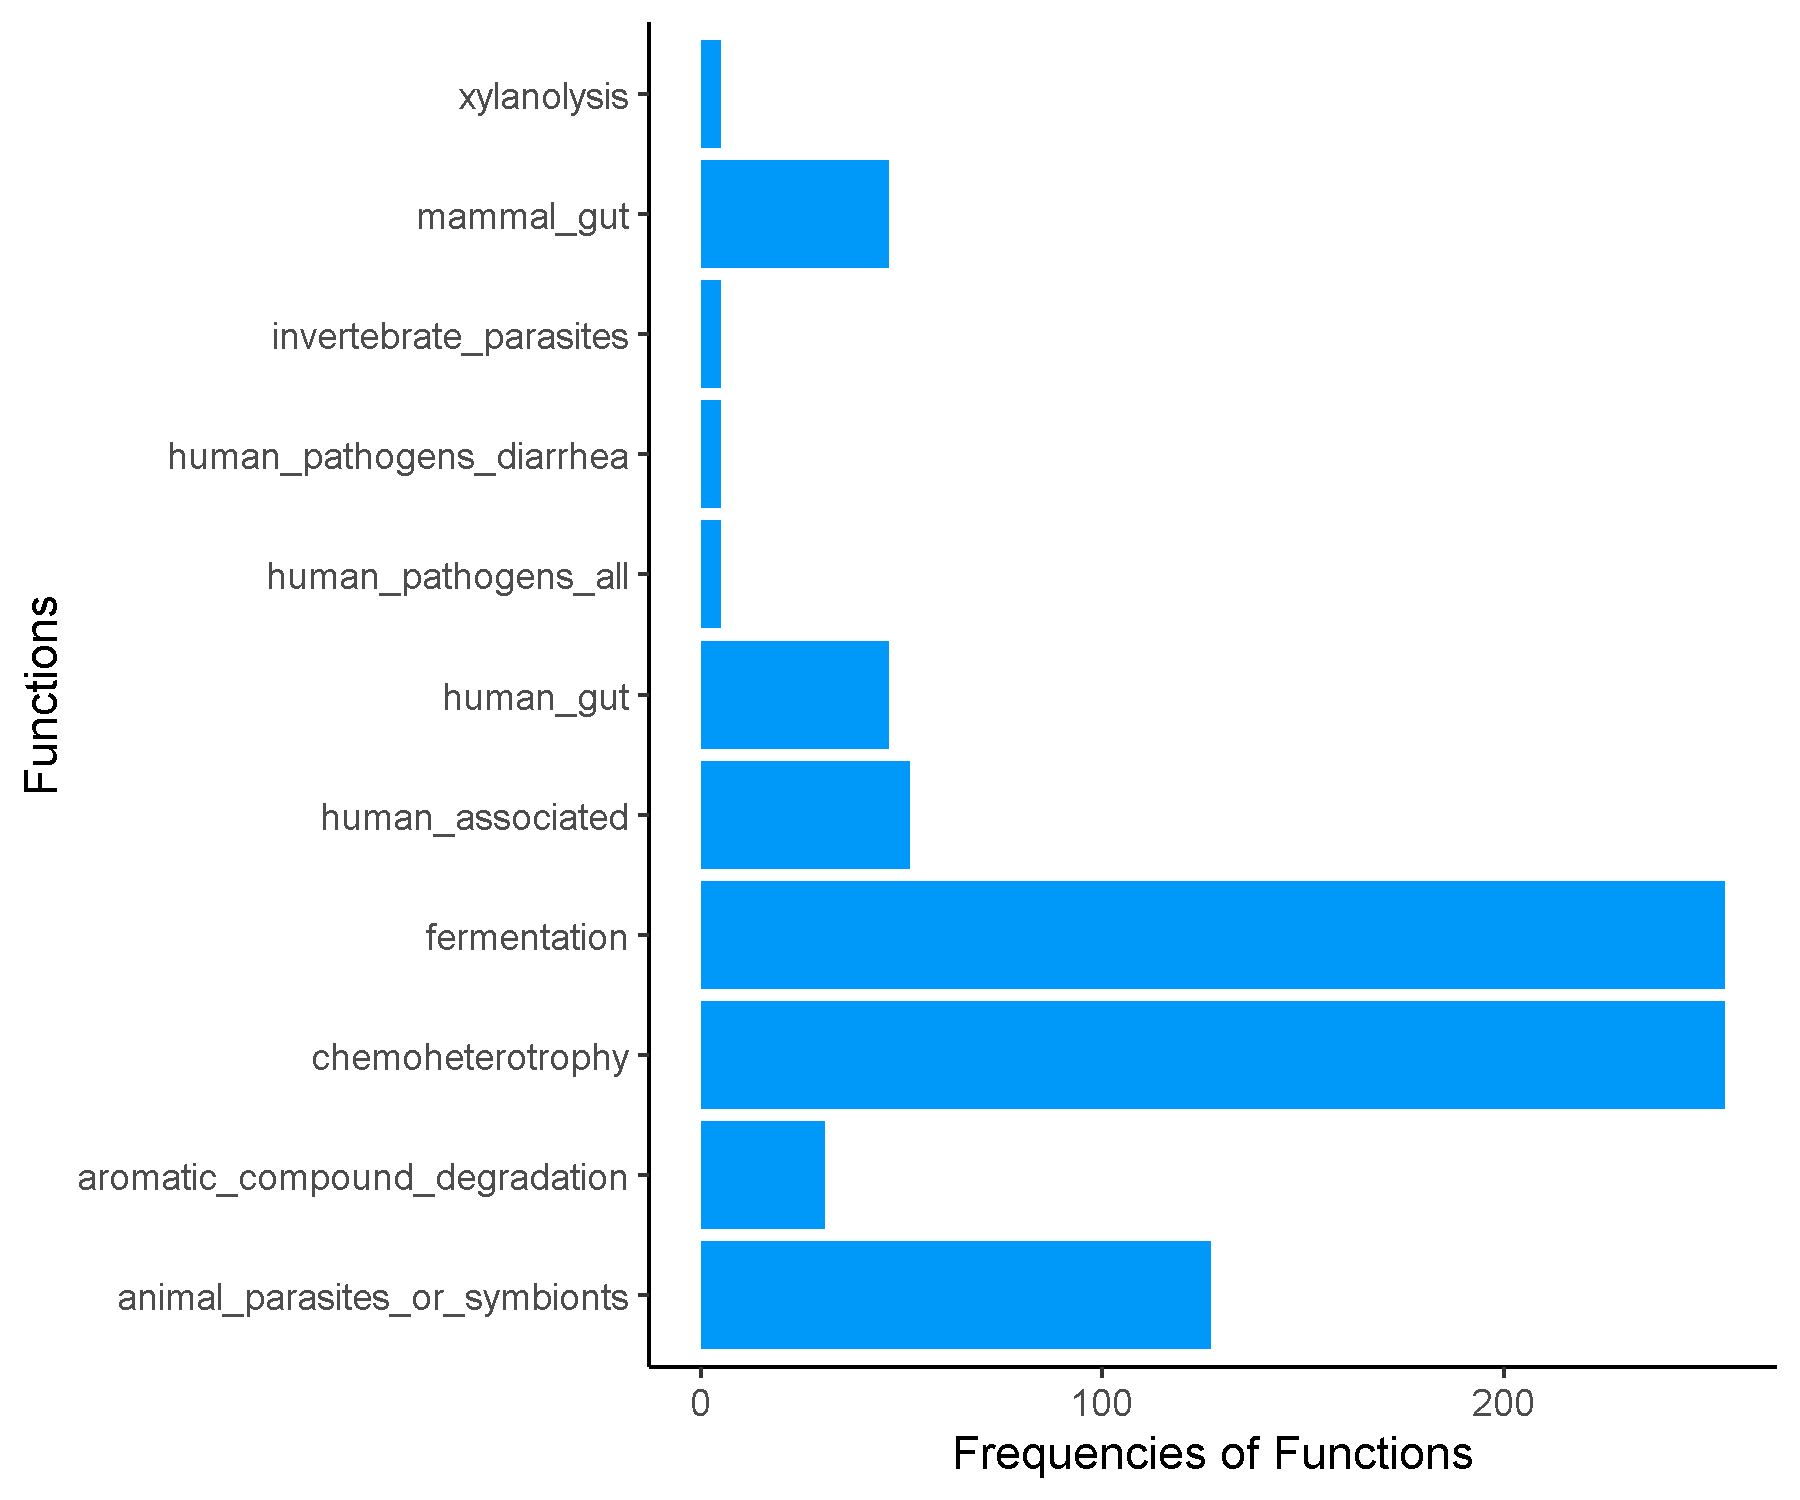 xylanolysis
mammal_gut
invertebrate_parasites
human_pathogens_diarrhea
human_pathogens_all
human_gut
human_associated
fermentation
chemoheterotrophy
aromatic_compound_degradation
animal_parasites_or_symbionts
Functions
0 100 200
Frequencies of Functions